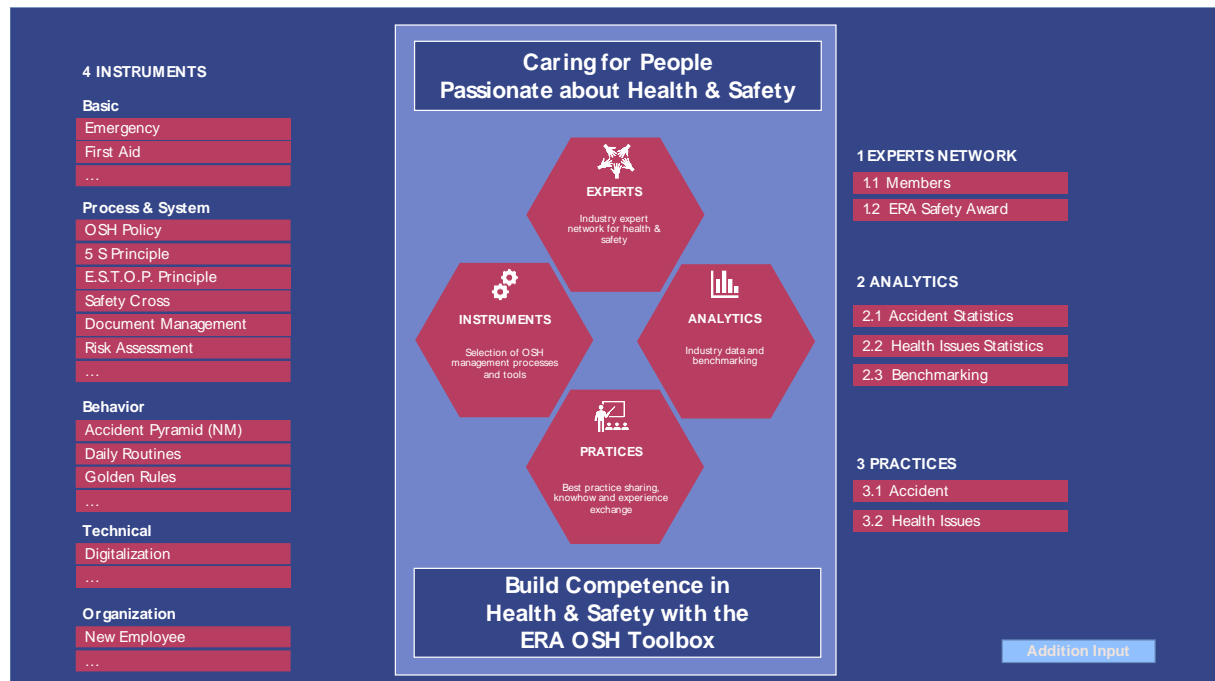 4 INSTRUMENTS
Basic
Emergency
First Aid
…
Process & System
OSH Policy
5 S Principle
E.S.T.O.P. Principle
Safety Cross
Document Management
Risk Assessment
…
Behavior
Accident Pyramid (NM)
Daily Routines
Golden Rules
…
Technical
Digitalization
…
Organization
New Employee
…
Caring for People
Passionate about Health & Safety
EXPERTS
Industry expert
network for health &
safety
INSTRUMENTS
Selection of OSH
management processes
and tools
ANALYTICS
Industry data and
benchmarking
PRATICES
Best practice sharing,
knowhow and experience
exchange
Build Competence in
Health & Safety with the
ERA OSH Toolbox
1 EXPERTS NETWORK
1.1 Members
1.2 ERA Safety Award
2 ANALYTICS
2.1 Accident Statistics
2.2 Health Issues Statistics
2.3 Benchmarking
3 PRACTICES
3.1 Accident
3.2 Health Issues
Addition Input